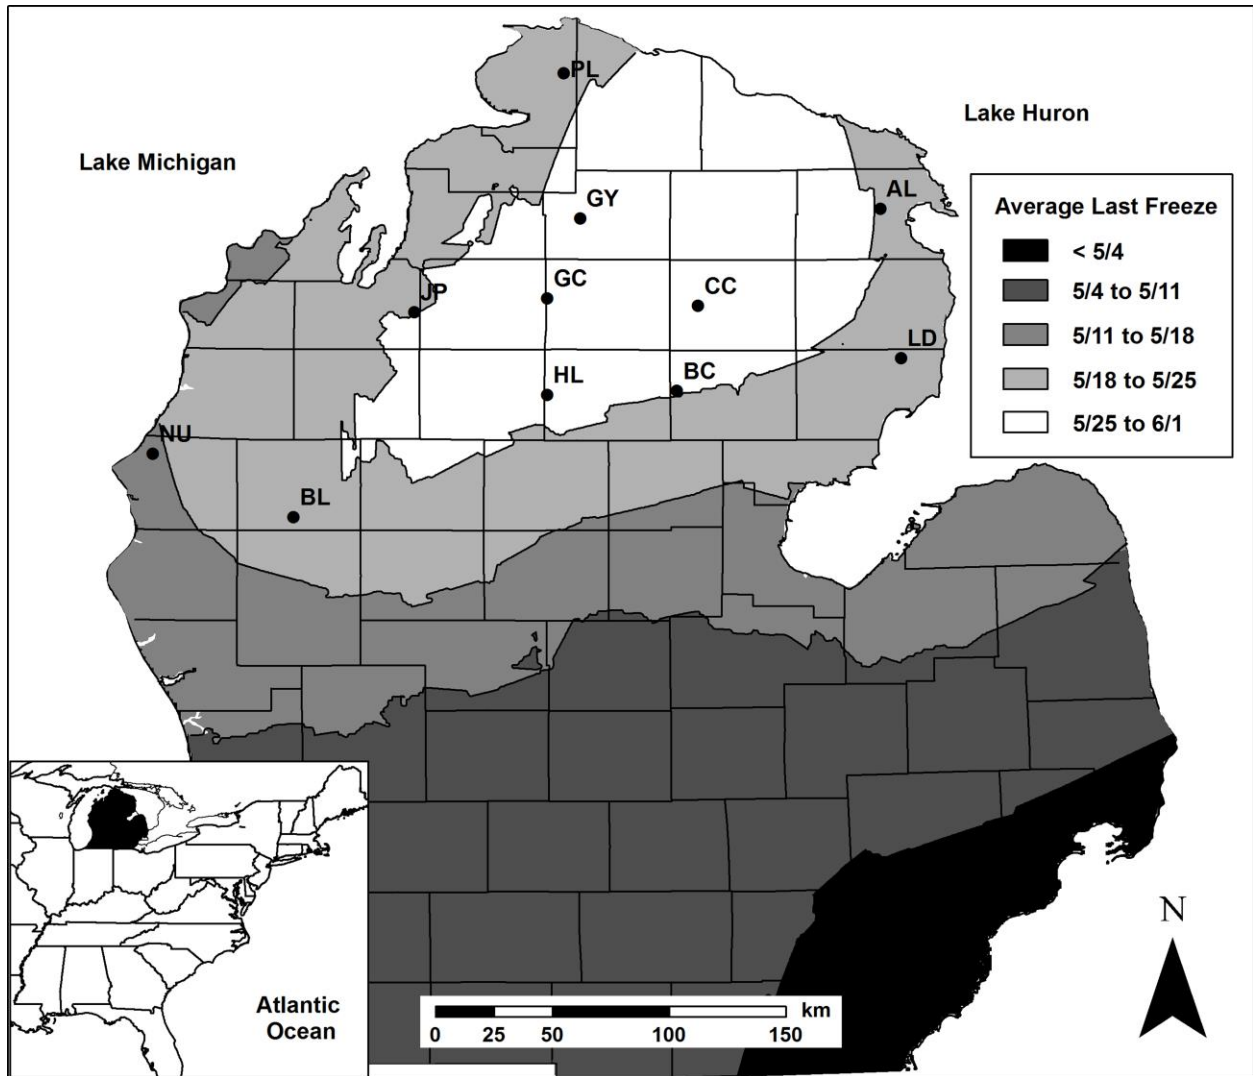 PL
Lake Huron
Lake Michigan
AL
GY
Average Last Freeze
< 5/4
5/4 to 5/11
5/11 to 5/18
5/18 to 5/25
5/25 to 6/1
GC
CC
JP
LD
HL
BC
NU
BL
N
Atlantic
Ocean
km
0 25 50 100 150